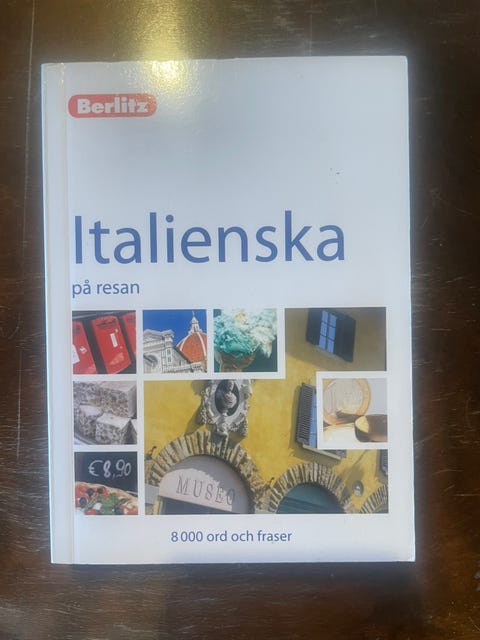 Berlitz
Italienska
på resan
€8,90
MUSEO
8 000 ord och fraser